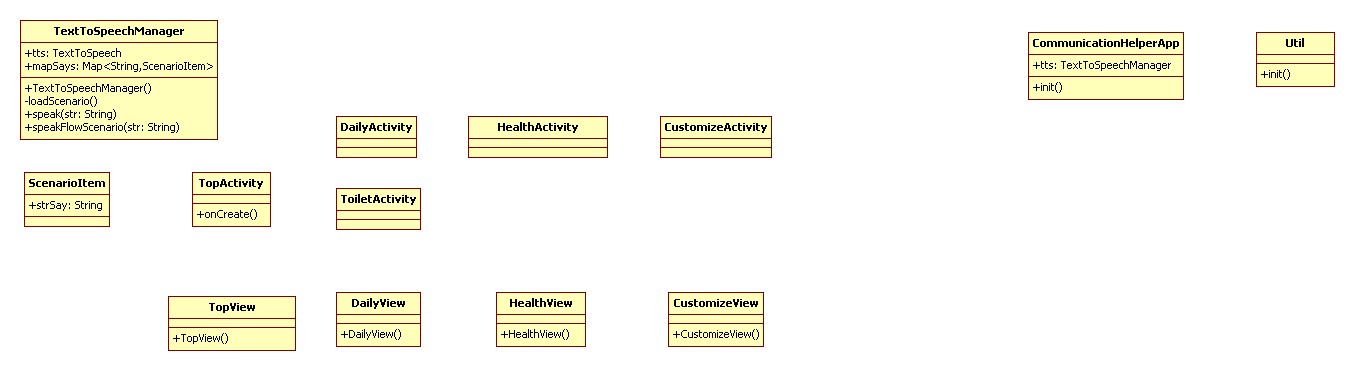 TextToSpeechManager
+tts: TextToSpeech
+mapSays: Map<String,ScenarioItem>
+TextToSpeechManager()
-loadScenario()
+speak(str: String)
+speakFlowScenario(str: String)
CommunicationHelperApp
+tts: TextToSpeechManager
+init()
Util
+init()
DailyActivity
HealthActivity
CustomizeActivity
ScenarioItem
+strSay: String
TopActivity
+onCreate()
ToiletActivity
TopView
+TopView()
DailyView
+DailyView()
HealthView
+HealthView()
CustomizeView
+CustomizeView()